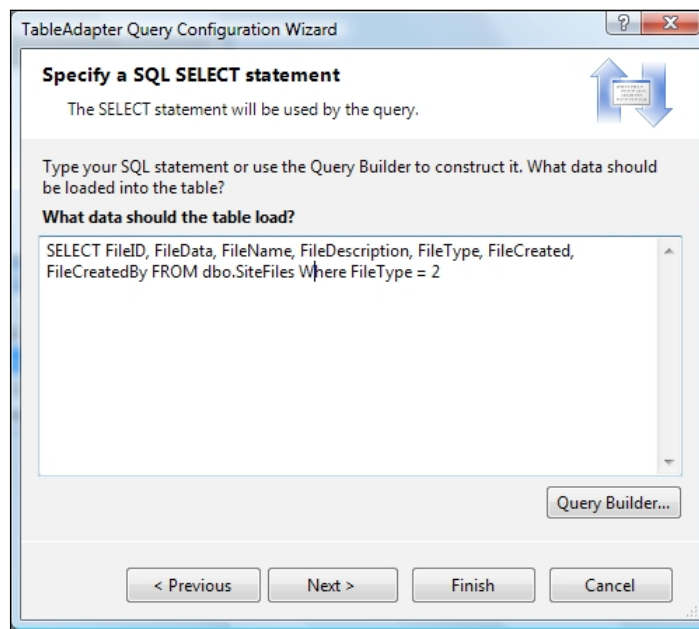 TableAdapter Query Configuration Wizard
?
Specify a SQL SELECT statement
The SELECT statement will be used by the query.
Type your SQL statement or use the Query Builder to construct it. What data should
be loaded into the table?
What data should the table load?
SELECT FileID, FileData, FileName, FileDescription, FileType, FileCreated,
FileCreatedBy FROM dbo.SiteFiles Where FileType = 2
Query Builder...
< Previous Next > Finish Cancel